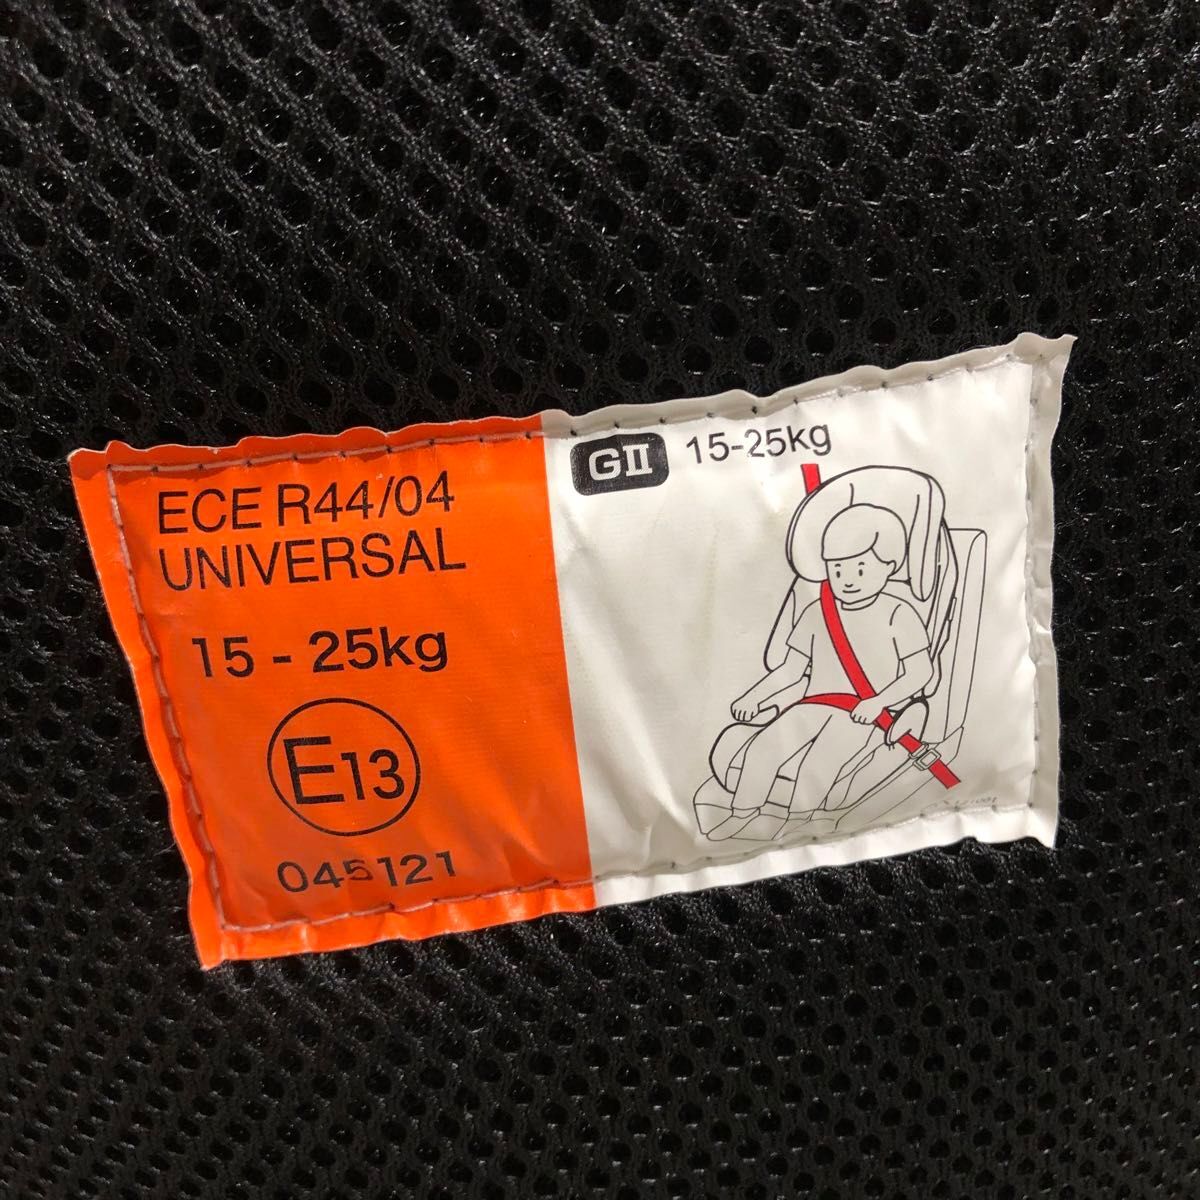 ECE R44/04
UNIVERSAL
15 - 25kg
E13
045121
GII 15-25kg